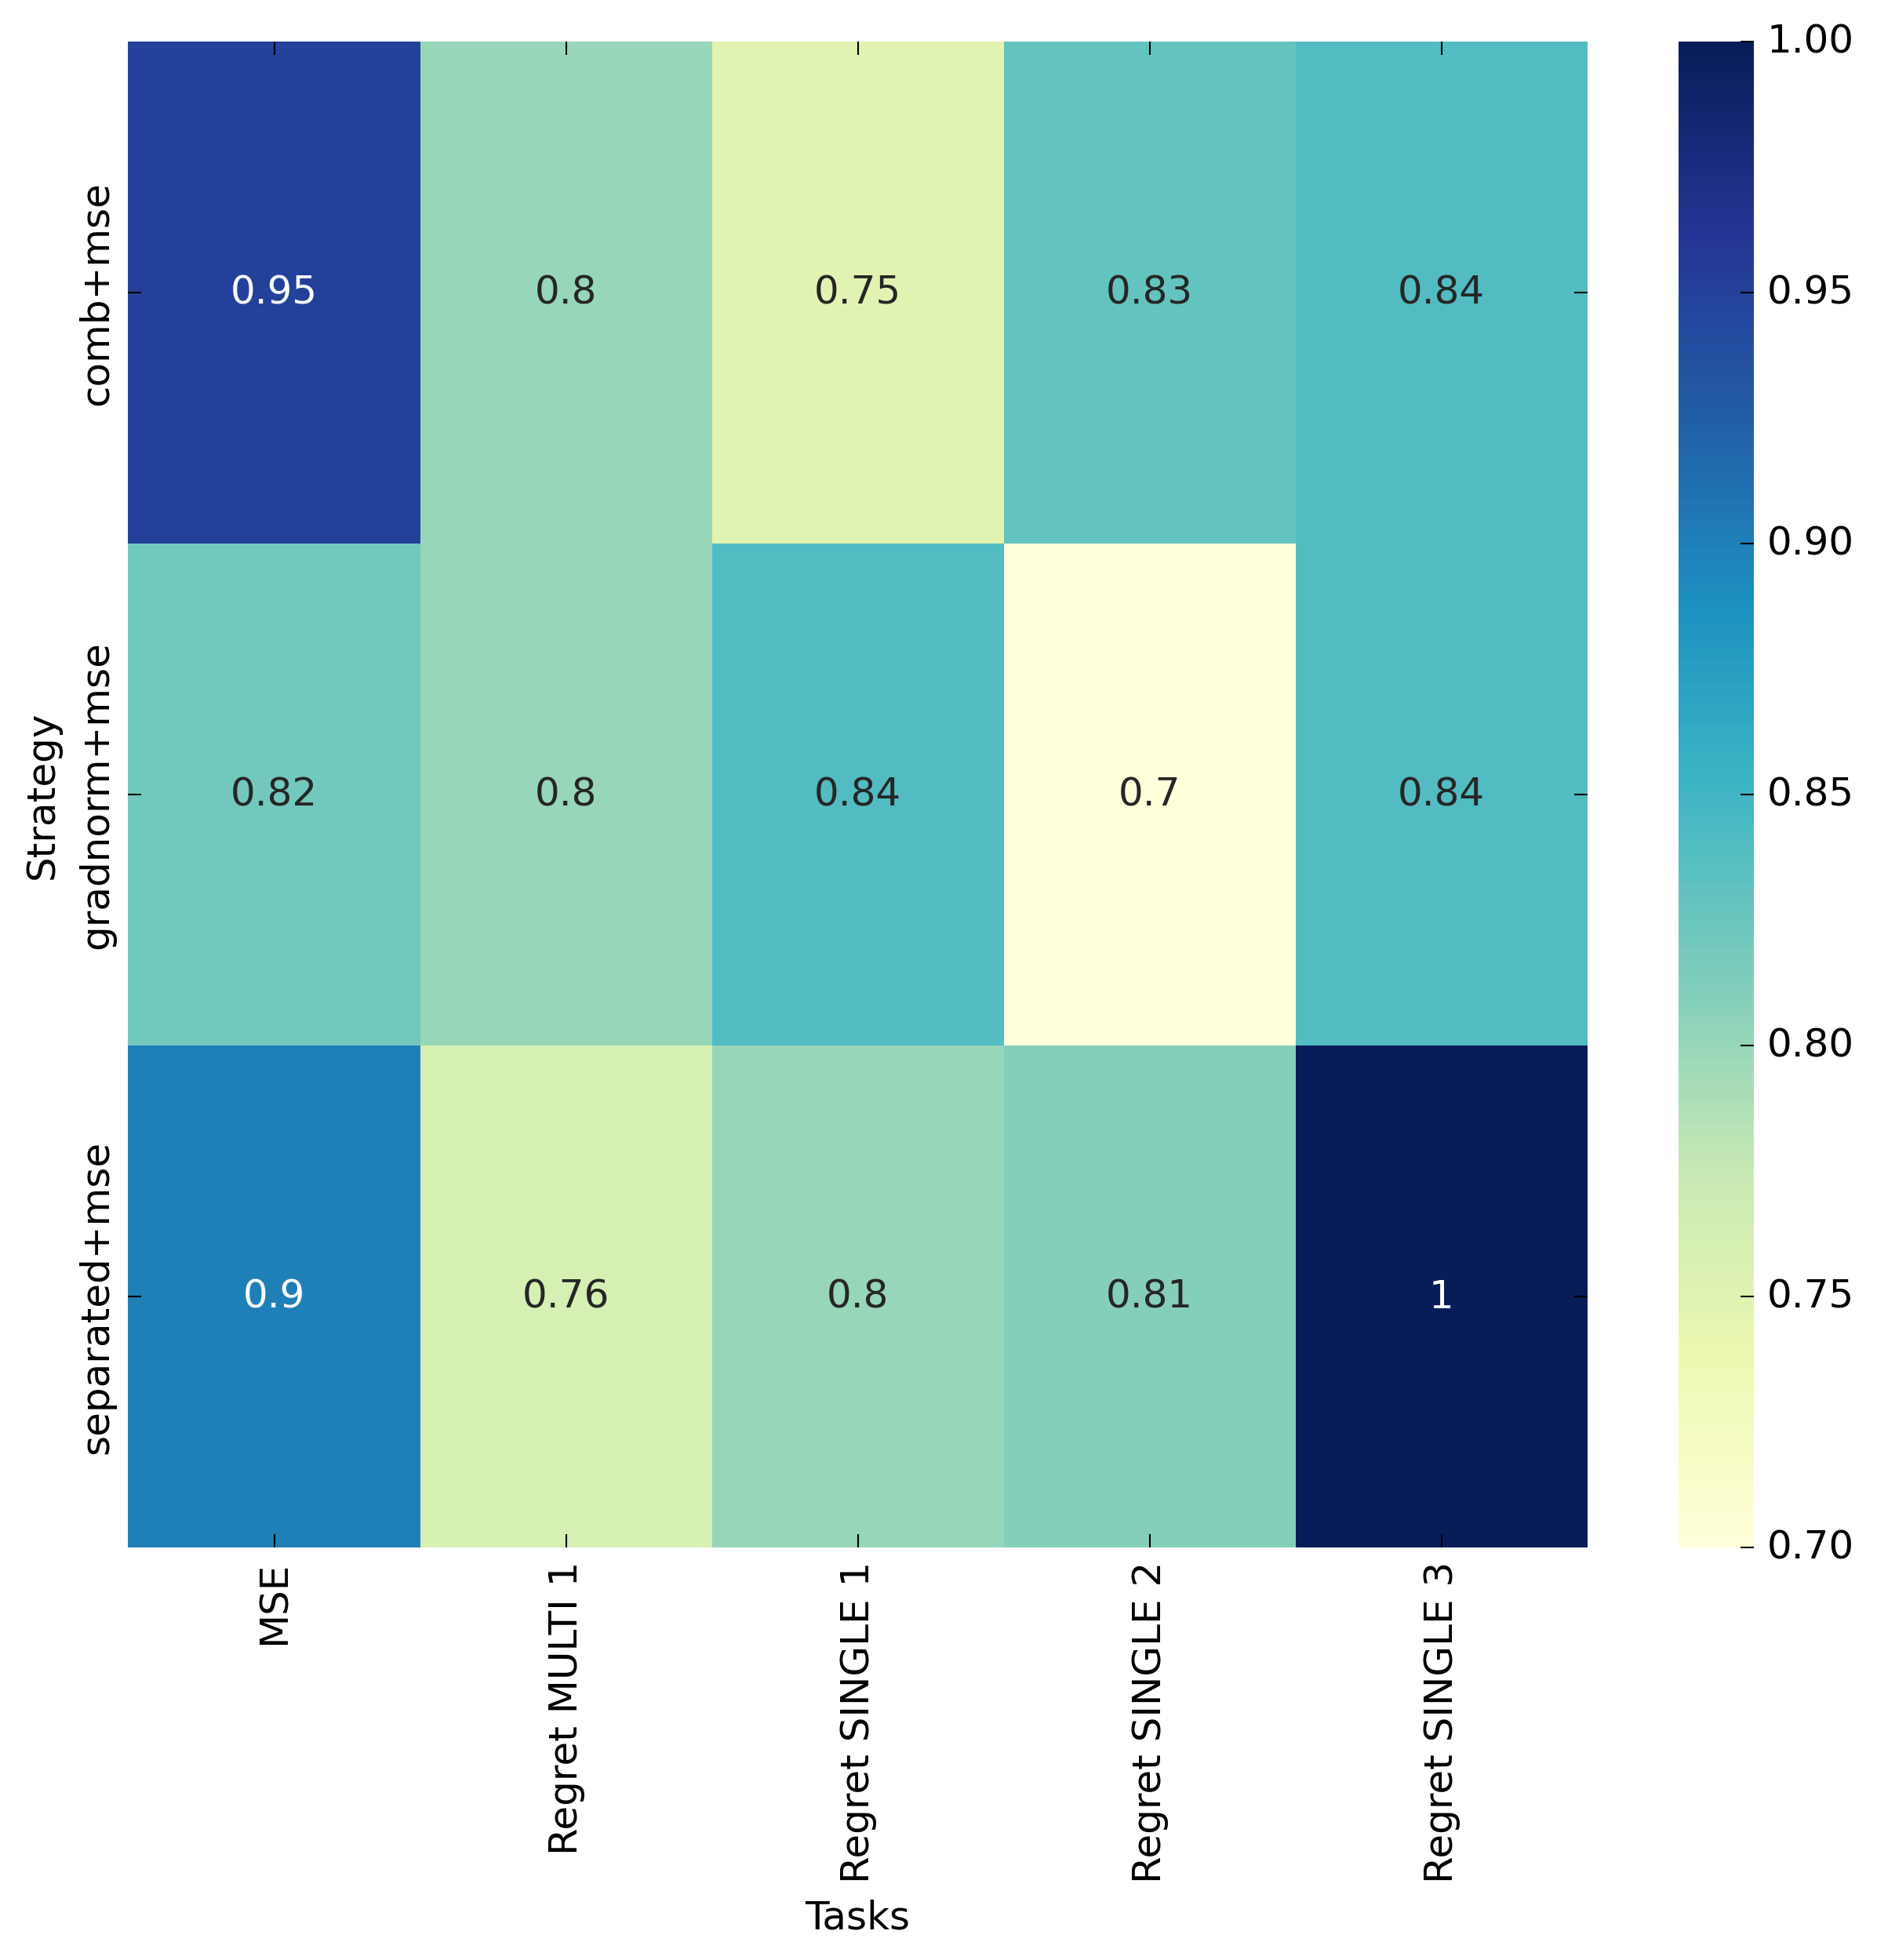 Strategy
comb+mse
0.95 0.8 0.75 0.83 0.84
gradnorm+mse
0.82 0.8 0.84 0.7 0.84
separated+mse
0.9 0.76 0.8 0.81 1
MSE
Regret MULTI 1
Regret SINGLE 1
Regret SINGLE 2
Regret SINGLE 3
Tasks
1.00
0.95
0.90
0.85
0.80
0.75
0.70